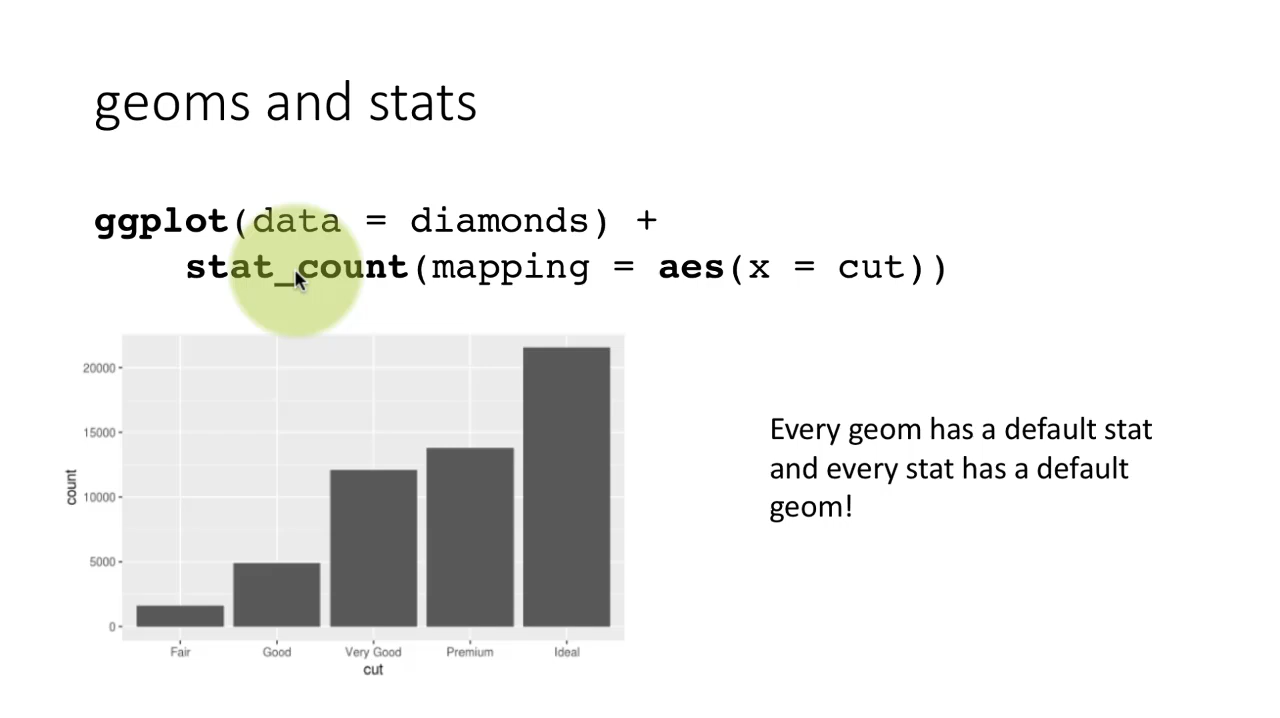 geoms and stats
ggplot(data = diamonds) +
stat_count(mapping = aes(x = cut))
20000
15000
10000
5000
0
count
Fair Good Very Good Premium Ideal
cut
Every geom has a default stat
and every stat has a default
geom!